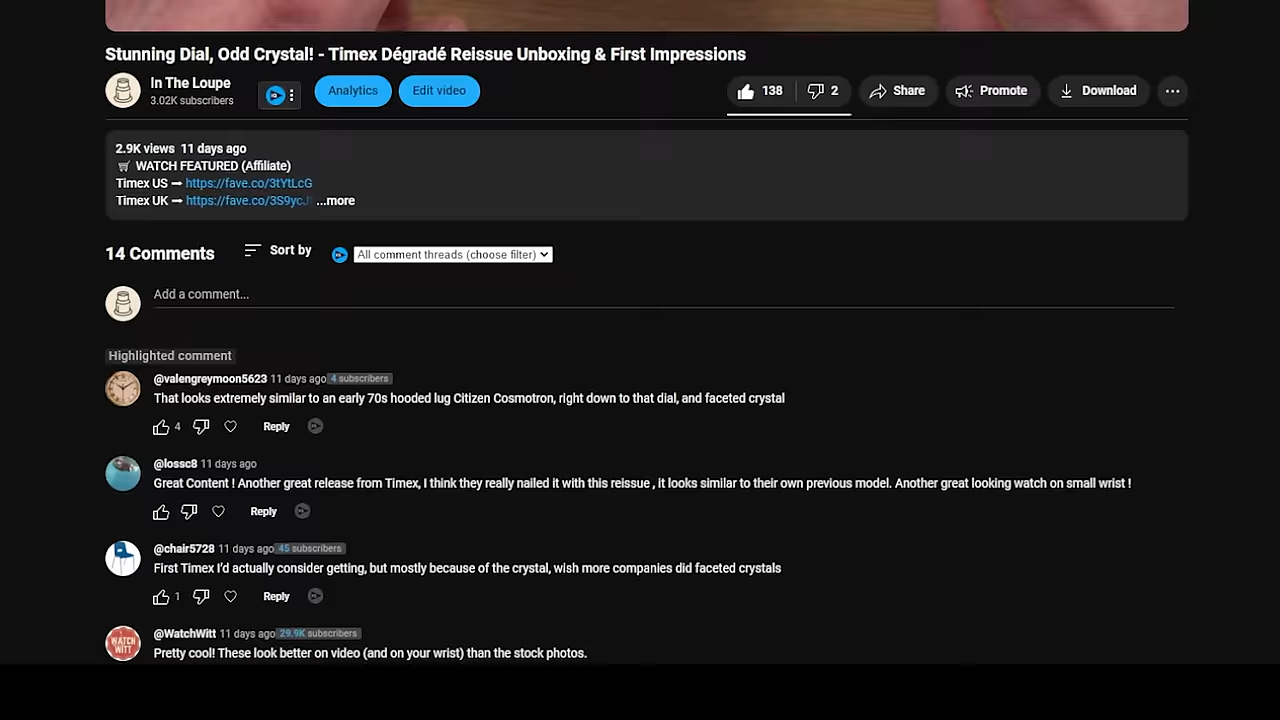 Stunning Dial, Odd Crystal! - Timex Dégradé Reissue Unboxing & First Impressions
In The Loupe
3.02K subscribers
Analytics
Edit video
138
2
Share
Promote
Download
2.9K views 11 days ago
WATCH FEATURED (Affiliate)
Timex US ➞ https://fave.co/3tYtLcG
Timex UK ➞ https://fave.co/3S9ycJ ...more
14 Comments
Sort by
All comment threads (choose filter)
Add a comment...
Highlighted comment
@valengreymoon5623 11 days ago 4 subscribers
That looks extremely similar to an early 70s hooded lug Citizen Cosmotron, right down to that dial, and faceted crystal
4
Reply
@lossc8 11 days ago
Great Content ! Another great release from Timex, I think they really nailed it with this reissue , it looks similar to their own previous model. Another great looking watch on small wrist !
Reply
@chair5728 11 days ago 45 subscribers
First Timex I'd actually consider getting, but mostly because of the crystal, wish more companies did faceted crystals
1
Reply
WATCH
WITT
@WatchWitt 11 days ago 29.9K subscribers
Pretty cool! These look better on video (and on your wrist) than the stock photos.